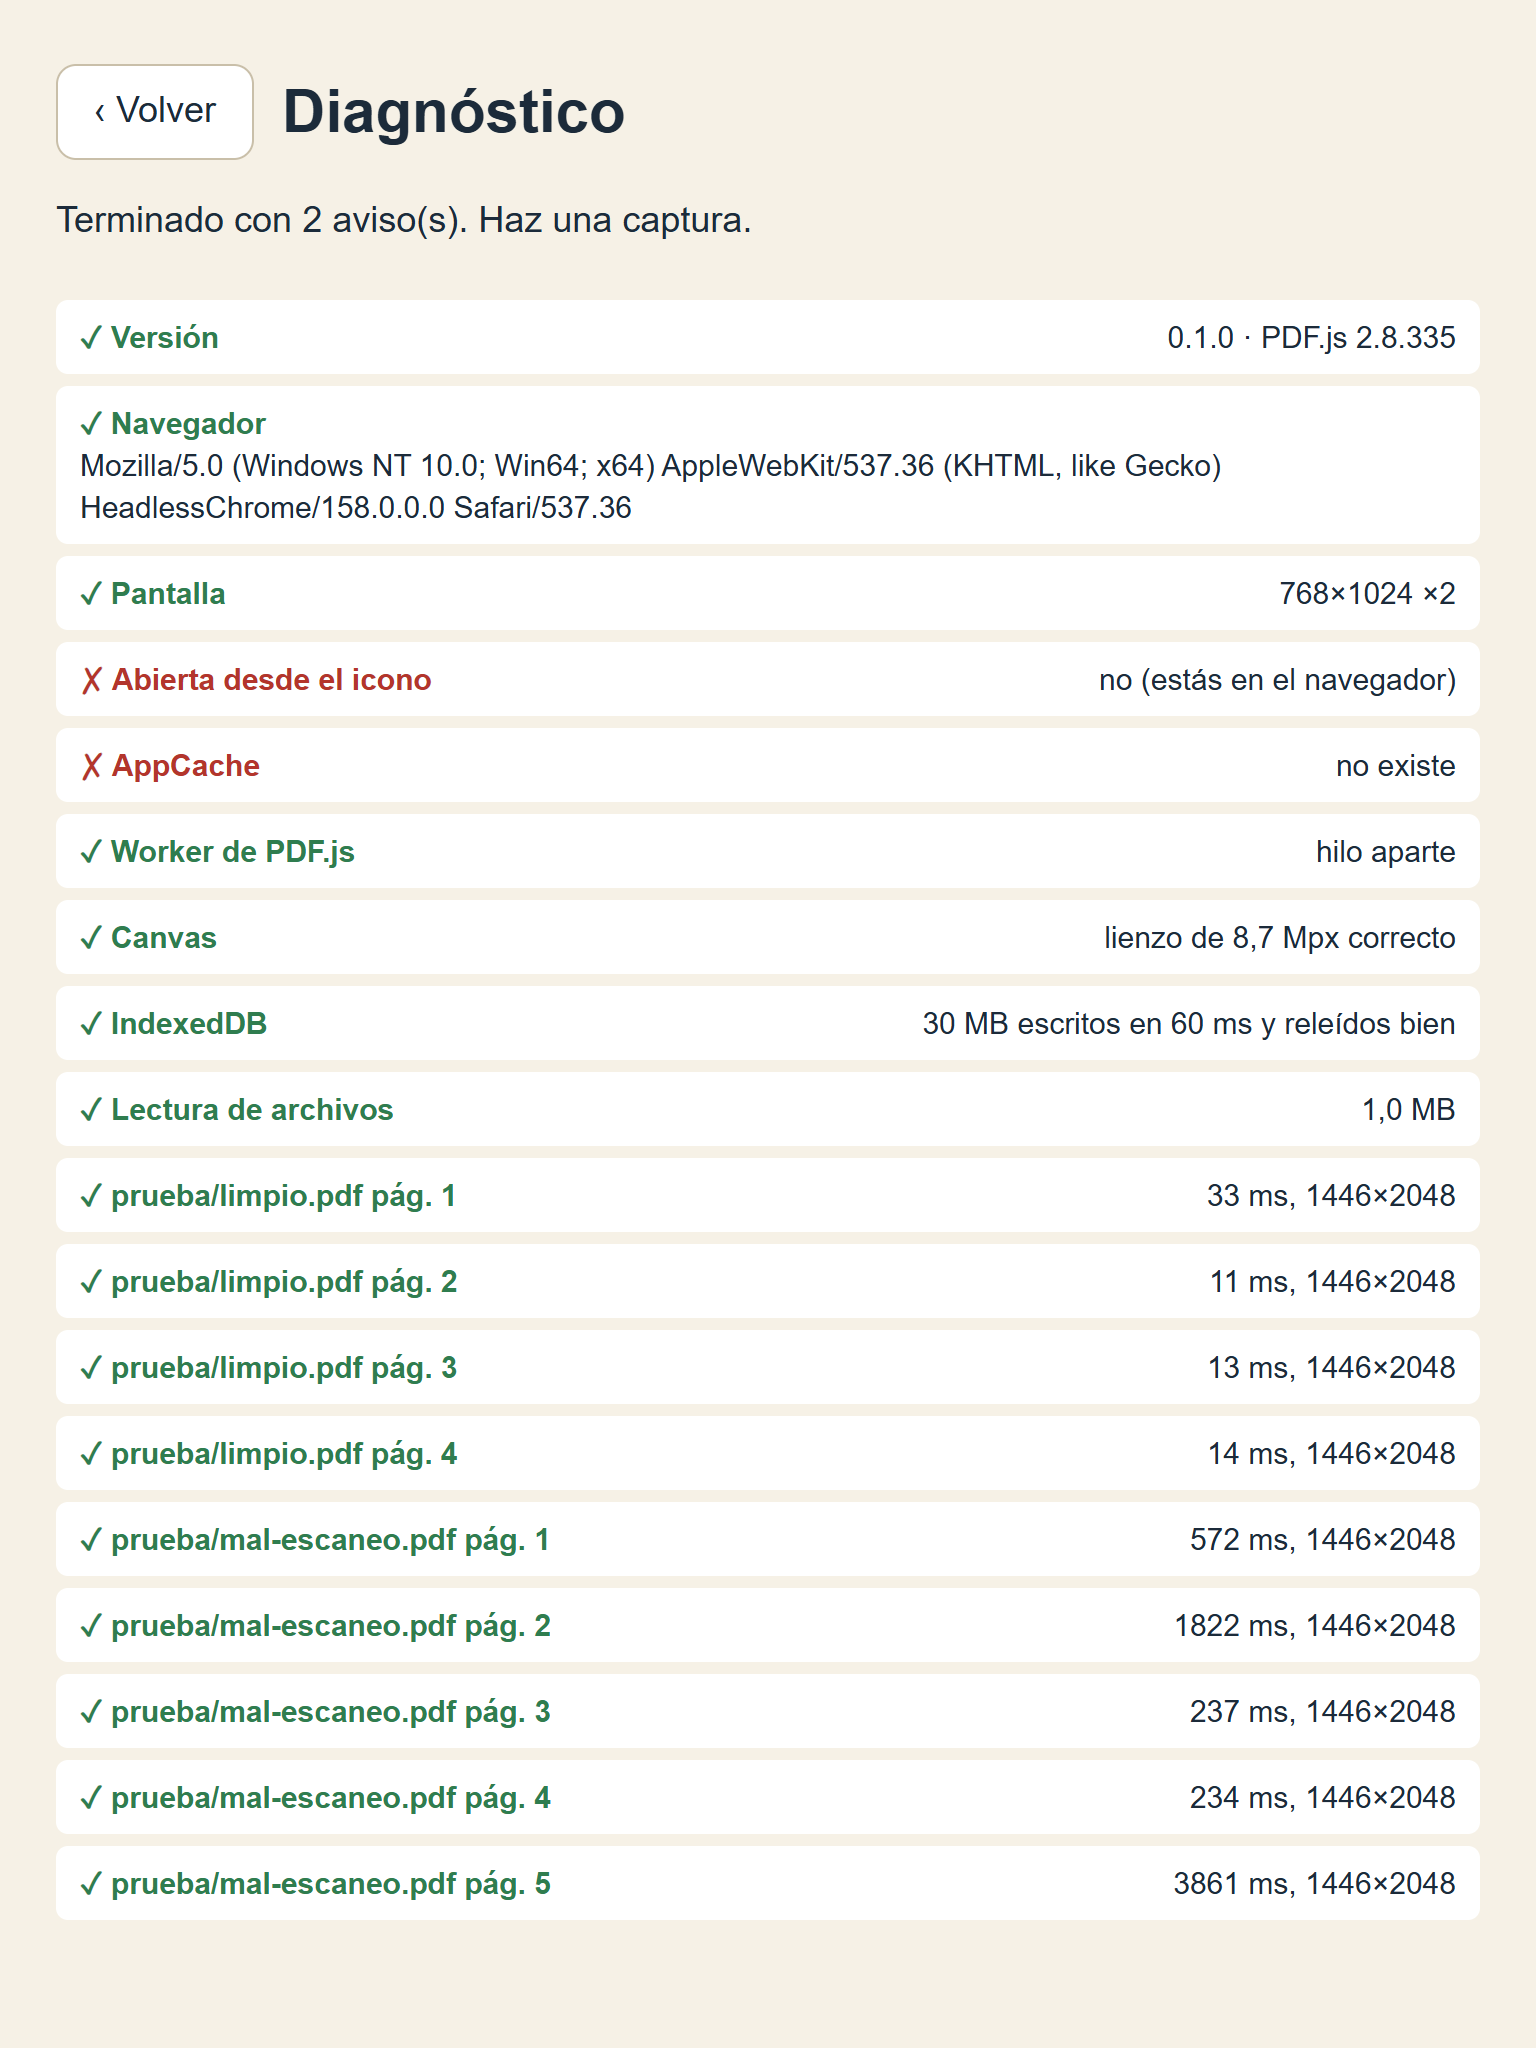 ‹ Volver
Diagnóstico
Terminado con 2 aviso(s). Haz una captura.
✓ Versión 0.1.0 · PDF.js 2.8.335
✓ Navegador
Mozilla/5.0 (Windows NT 10.0; Win64; x64) AppleWebKit/537.36 (KHTML, like Gecko)
HeadlessChrome/158.0.0.0 Safari/537.36
✓ Pantalla 768×1024 ×2
✗ Abierta desde el icono no (estás en el navegador)
✗ AppCache no existe
✓ Worker de PDF.js hilo aparte
✓ Canvas lienzo de 8,7 Mpx correcto
✓ IndexedDB 30 MB escritos en 60 ms y releídos bien
✓ Lectura de archivos 1,0 MB
✓ prueba/limpio.pdf pág. 1 33 ms, 1446×2048
✓ prueba/limpio.pdf pág. 2 11 ms, 1446×2048
✓ prueba/limpio.pdf pág. 3 13 ms, 1446×2048
✓ prueba/limpio.pdf pág. 4 14 ms, 1446×2048
✓ prueba/mal-escaneo.pdf pág. 1 572 ms, 1446×2048
✓ prueba/mal-escaneo.pdf pág. 2 1822 ms, 1446×2048
✓ prueba/mal-escaneo.pdf pág. 3 237 ms, 1446×2048
✓ prueba/mal-escaneo.pdf pág. 4 234 ms, 1446×2048
✓ prueba/mal-escaneo.pdf pág. 5 3861 ms, 1446×2048